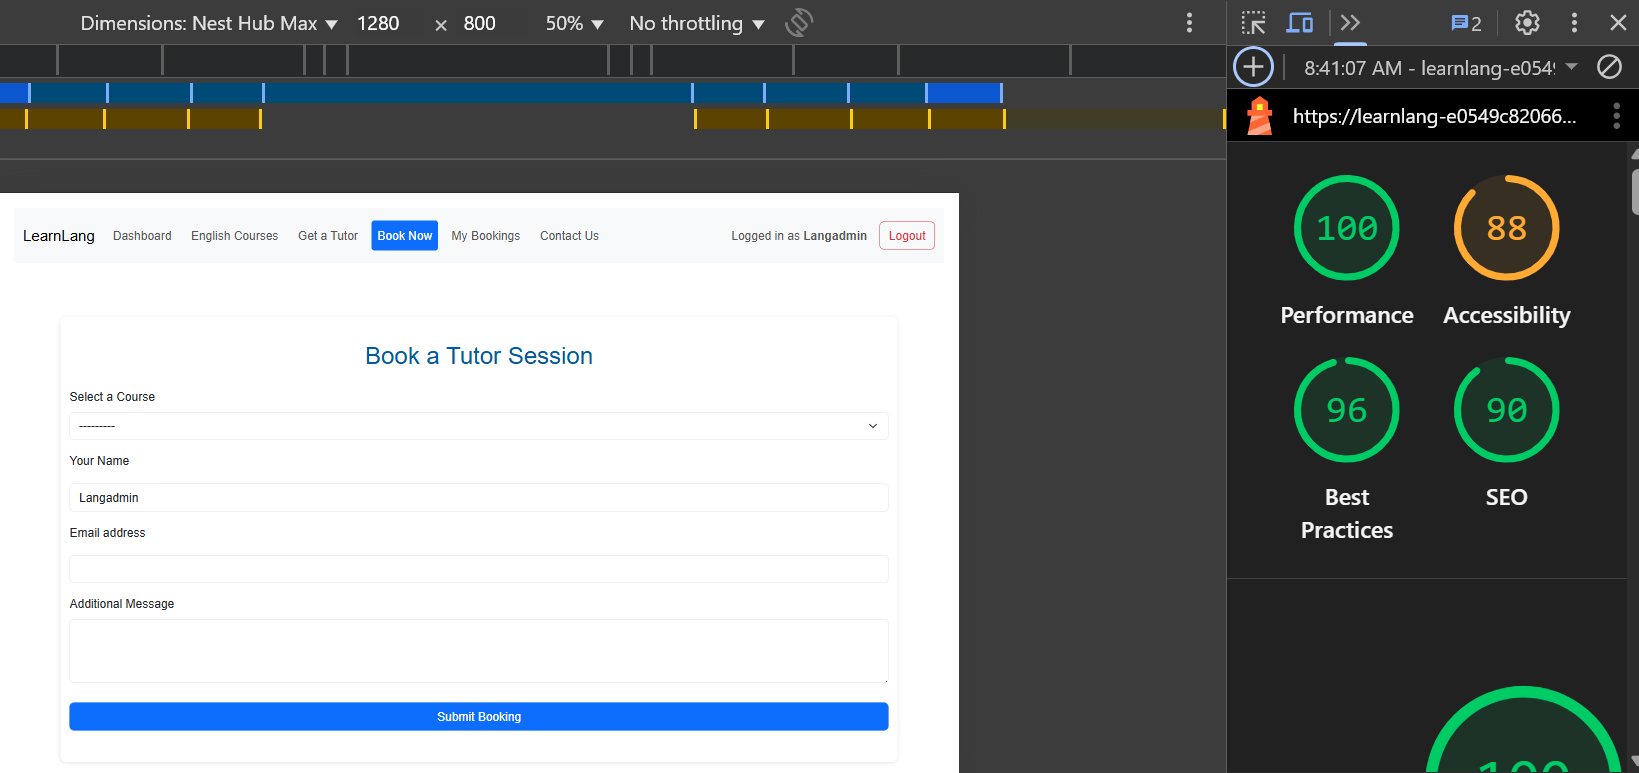 Dimensions: Nest Hub Max ▼ 1280 × 800 50% ▼ No throttling ▼
2
8:41:07 AM - learnlang-e0549
https://learnlang-e0549c82066...
100
88
Performance
Accessibility
96
90
Best
Practices
SEO
100
LearnLang Dashboard English Courses Get a Tutor Book Now My Bookings Contact Us Logged in as Langadmin Logout
Book a Tutor Session
Select a Course
---------
Your Name
Langadmin
Email address
Additional Message
Submit Booking